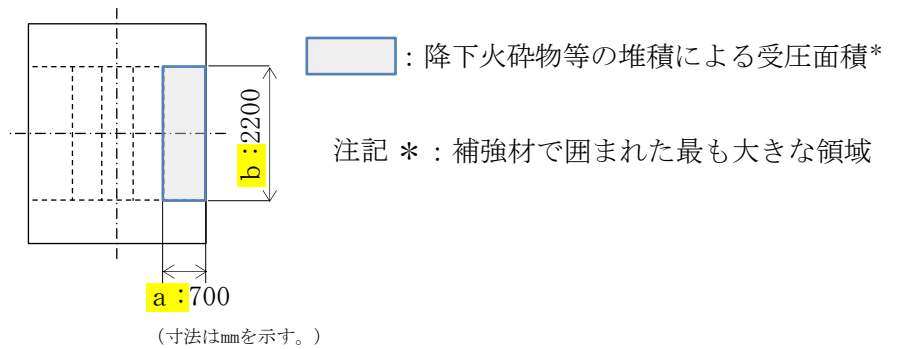 ：降下火砕物等の堆積による受圧面積*
b：2200
注記 ＊：補強材で囲まれた最も大きな領域
a：700
(寸法はmmを示す。)